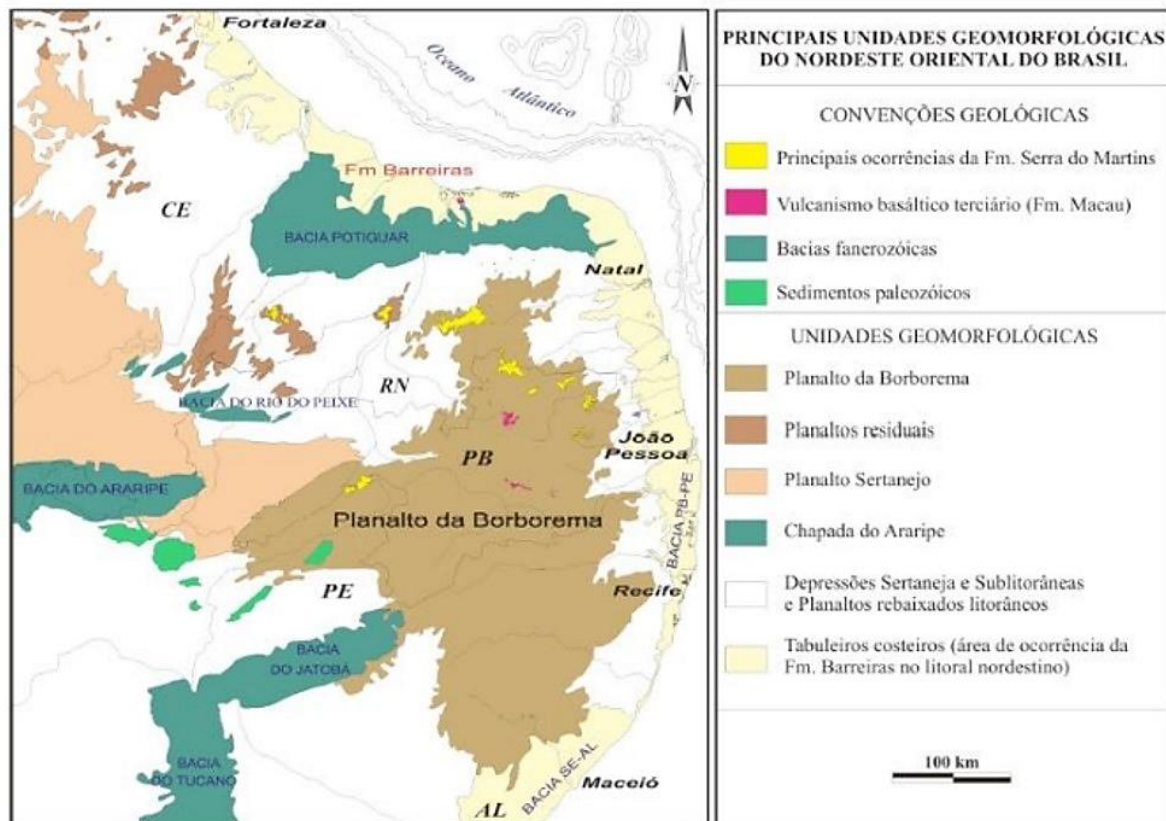 Fortaleza
Oceano
Atlântico
N
Fm Barreiras
CE
BACIA POTIGUAR
Natal
RN
BACIA DO RIO DO PEIXE
João
Pessoa
PB
BACIA DO ARARIPE
Planalto da Borborema
BACIA PB-PE
PE
Recife
BACIA
DO JATOBÁ
BACIA
DO TUCANO
Maceió
AL
BACIA SE-AL
PRINCIPAIS UNIDADES GEOMORFOLÓGICAS
DO NORDESTE ORIENTAL DO BRASIL
CONVENÇÕES GEOLÓGICAS
Principais ocorrências da Fm. Serra do Martins
Vulcanismo basáltico terciário (Fm. Macau)
Bacias fanerozóicas
Sedimentos paleozóicos
UNIDADES GEOMORFOLÓGICAS
Planalto da Borborema
Planaltos residuais
Planalto Sertanejo
Chapada do Araripe
Depressões Sertaneja e Sublitorâneas
e Planaltos rebaixados litorâneos
Tabuleiros costeiros (área de ocorrência da
Fm. Barreiras no litoral nordestino)
100 km